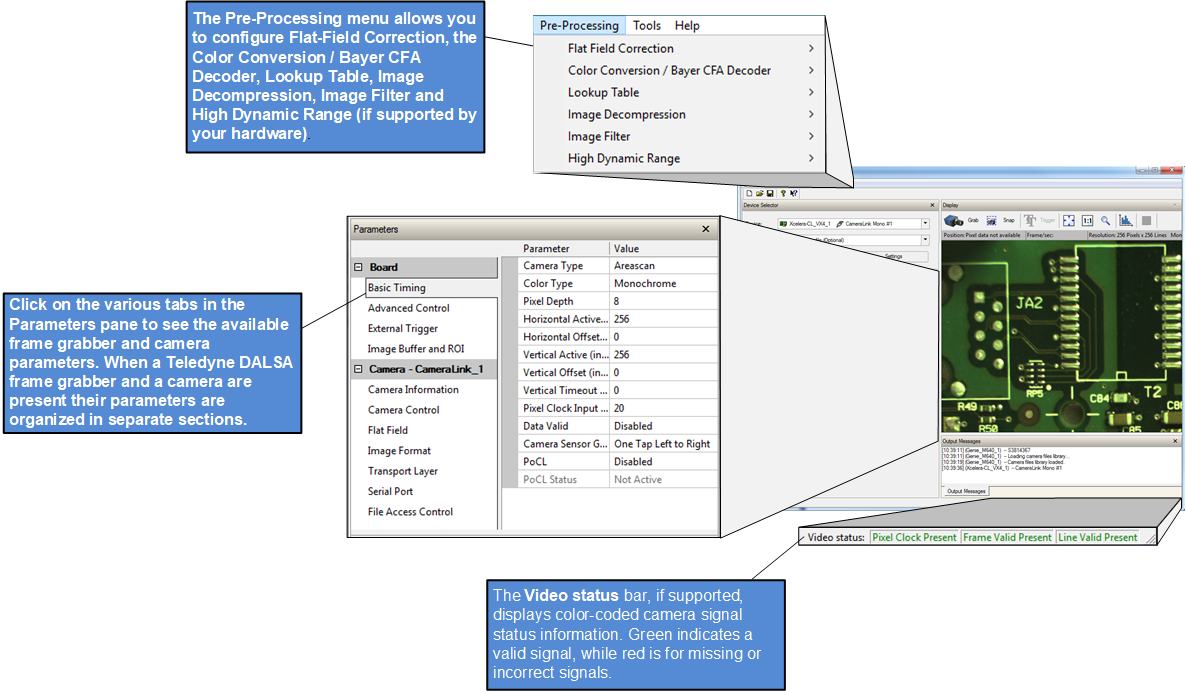 The Pre-Processing menu allows you
to configure Flat-Field Correction, the
Color Conversion / Bayer CFA
Decoder, Lookup Table, Image
Decompression, Image Filter and
High Dynamic Range (if supported by
your hardware).
Pre-Processing Tools Help
Flat Field Correction
Color Conversion / Bayer CFA Decoder
Lookup Table
Image Decompression
Image Filter
High Dynamic Range
Device Selector
Xcelera-CL_VX4_1 CameraLink Mono #1
(Optional)
Settings
Display
Grab Snap Trigger 1:1
Position: Pixel data not available Frame/sec: Resolution: 256 Pixels x 256 Lines Mono
JA2
RP5
T2
C84
R49
R50
C85
Output Messages
[10:39:11] (Genie_M640_1) - S3814367
[10:39:11] (Genie_M640_1) - Loading camera files library...
[10:39:19] (Genie_M640_1) - Camera files library loaded.
[10:39:36] (Xcelera-CL_VX4_1) - CameraLink Mono #1
Output Messages
Parameters
Board
Basic Timing
Advanced Control
External Trigger
Image Buffer and ROI
Camera - CameraLink_1
Camera Information
Camera Control
Flat Field
Image Format
Transport Layer
Serial Port
File Access Control
Parameter Value
Camera Type Areascan
Color Type Monochrome
Pixel Depth 8
Horizontal Active... 256
Horizontal Offset... 0
Vertical Active (in... 256
Vertical Offset (in... 0
Vertical Timeout ... 0
Pixel Clock Input ... 20
Data Valid Disabled
Camera Sensor G... One Tap Left to Right
PoCL Disabled
PoCL Status Not Active
Click on the various tabs in the
Parameters pane to see the available
frame grabber and camera
parameters. When a Teledyne DALSA
frame grabber and a camera are
present their parameters are
organized in separate sections.
Video status: Pixel Clock Present Frame Valid Present Line Valid Present
The Video status bar, if supported,
displays color-coded camera signal
status information. Green indicates a
valid signal, while red is for missing or
incorrect signals.